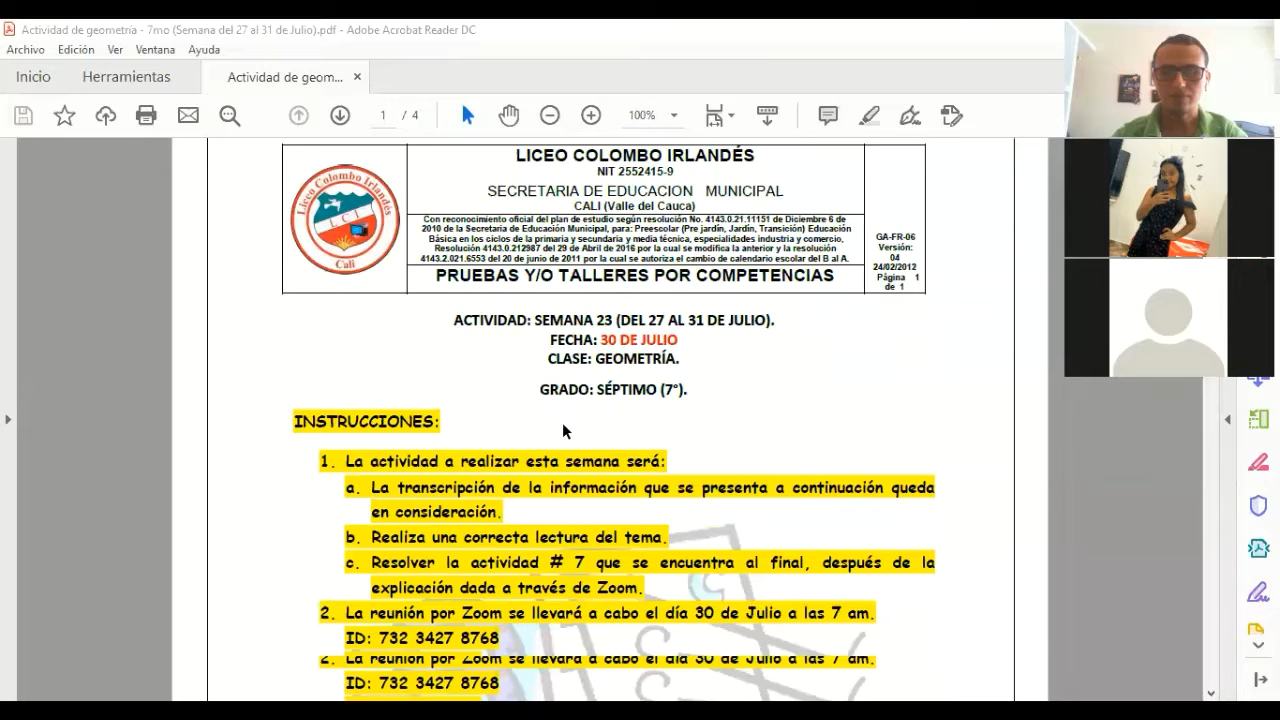 Actividad de geometría - 7mo (Semana del 27 al 31 de Julio).pdf - Adobe Acrobat Reader DC
Archivo Edición Ver Ventana Ayuda
Inicio Herramientas Actividad de geom... ×
1 / 4 100%
LICEO COLOMBO IRLANDÉS
NIT 2552415-9
SECRETARIA DE EDUCACION MUNICIPAL
CALI (Valle del Cauca)
Con reconocimiento oficial del plan de estudio según resolución No. 4143.0.21.11151 de Diciembre 6 de
2010 de la Secretaría de Educación Municipal, para: Preescolar (Pre jardín, Jardín, Transición) Educación
Básica en los ciclos de la primaria y secundaria y media técnica, especialidades industria y comercio,
Resolución 4143.0.212987 del 29 de Abril de 2016 por la cual se modifica la anterior y la resolución
4143.2.021.6553 del 20 de junio de 2011 por la cual se autoriza el cambio de calendario escolar del B al A.
PRUEBAS Y/O TALLERES POR COMPETENCIAS
Liceo Colombo Irlandés
L C I
Cali
GA-FR-06
Versión:
04
24/02/2012
Página 1
de 1
ACTIVIDAD: SEMANA 23 (DEL 27 AL 31 DE JULIO).
FECHA: 30 DE JULIO
CLASE: GEOMETRÍA.
GRADO: SÉPTIMO (7°).
INSTRUCCIONES:
1. La actividad a realizar esta semana será:
a. La transcripción de la información que se presenta a continuación queda
en consideración.
b. Realiza una correcta lectura del tema.
c. Resolver la actividad # 7 que se encuentra al final, después de la
explicación dada a través de Zoom.
2. La reunión por Zoom se llevará a cabo el día 30 de Julio a las 7 am.
ID: 732 3427 8768
2. La reunión por Zoom se llevará a cabo el día 30 de Julio a las 7 am.
ID: 732 3427 8768